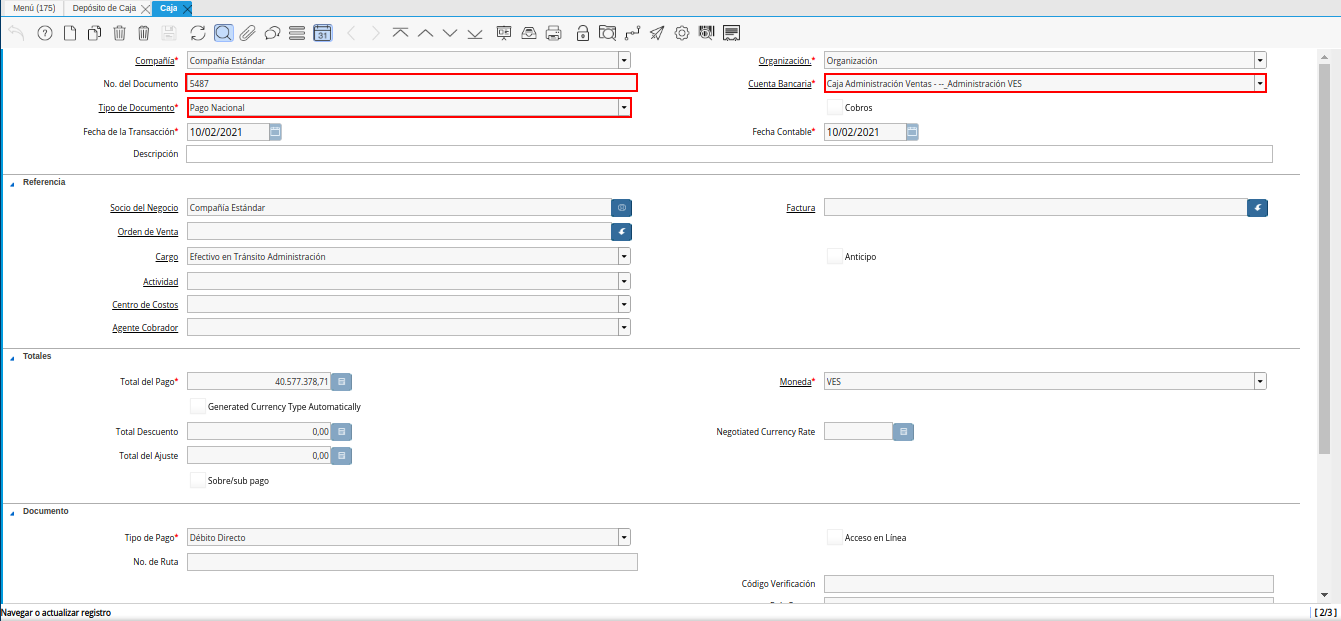 Menú (175) Depósito de Caja Caja
31
Compañía* Compañía Estándar Organización.* Organización
No. del Documento 5487 Cuenta Bancaria* Caja Administración Ventas - --_Administración VES
Tipo de Documento* Pago Nacional Cobros
Fecha de la Transacción* 10/02/2021 Fecha Contable* 10/02/2021
Descripción
Referencia
Socio del Negocio Compañía Estándar Factura
Orden de Venta
Cargo Efectivo en Tránsito Administración Anticipo
Actividad
Centro de Costos
Agente Cobrador
Totales
Total del Pago* 40.577.378,71 Moneda* VES
Generated Currency Type Automatically
Total Descuento 0,00 Negotiated Currency Rate
Total del Ajuste 0,00
Sobre/sub pago
Documento
Tipo de Pago* Débito Directo Acceso en Línea
No. de Ruta
Código Verificación
Navegar o actualizar registro [ 2/3 ]